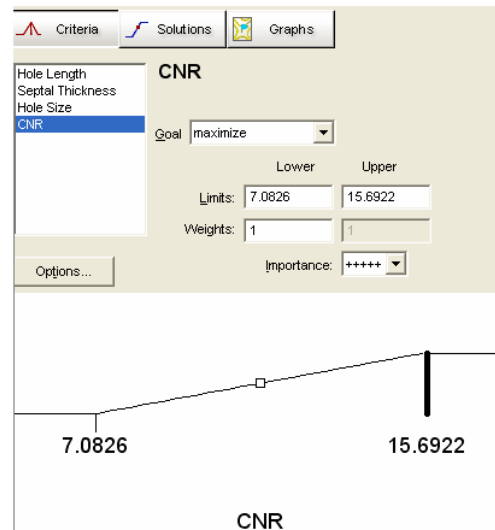 Criteria Solutions Graphs
Hole Length
Septal Thickness
Hole Size
CNR
CNR
Goal maximize
Lower Upper
Limits: 7.0826 15.6922
Weights: 1 1
Importance: +++++
Options...
7.0826 15.6922
CNR